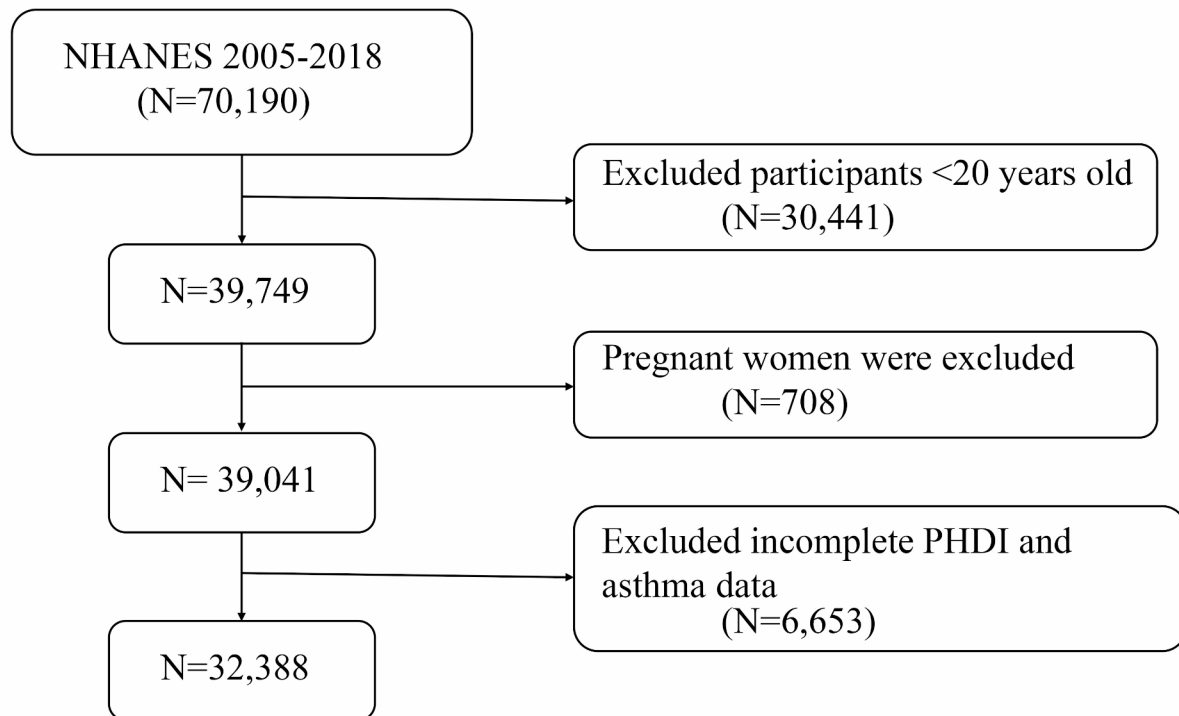 NHANES 2005-2018
(N=70,190)
Excluded participants <20 years old
(N=30,441)
N=39,749
Pregnant women were excluded
(N=708)
N= 39,041
Excluded incomplete PHDI and
asthma data
(N=6,653)
N=32,388